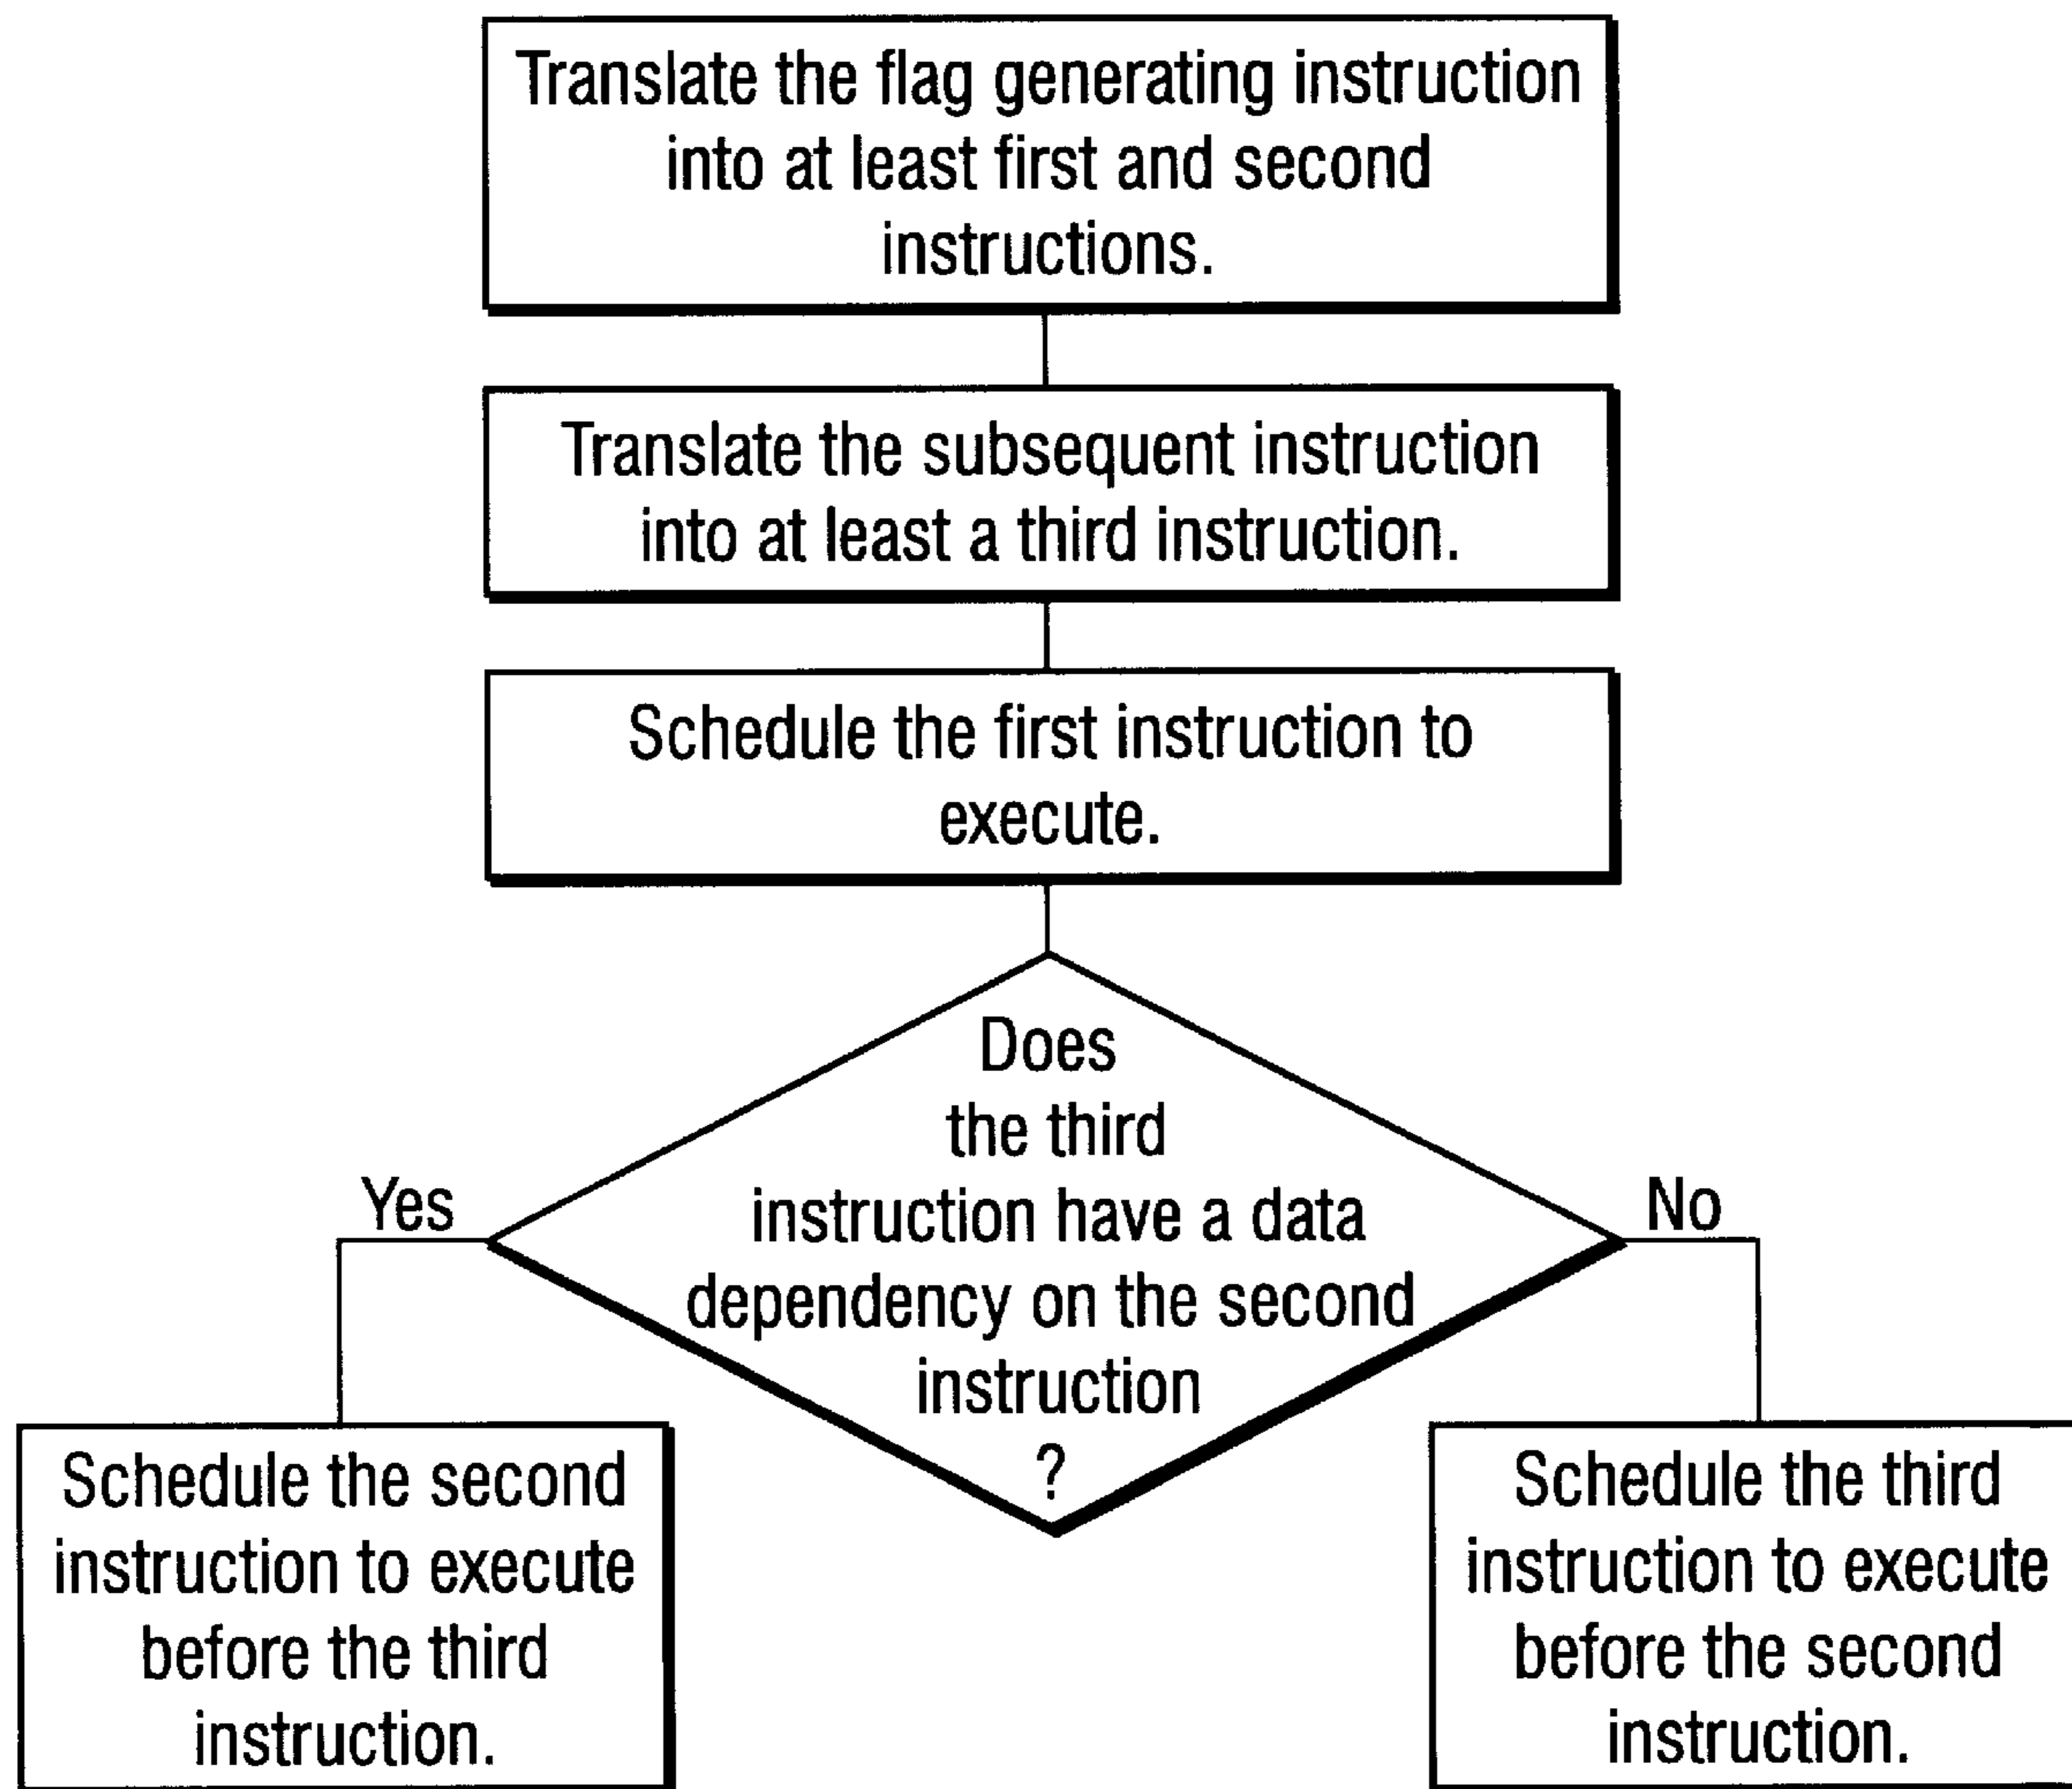 Translate the flag generating instruction
into at least first and second
instructions.
Translate the subsequent instruction
into at least a third instruction.
Schedule the first instruction to
execute.
Does
the third
instruction have a data
dependency on the second
instruction
?
Yes
No
Schedule the second
instruction to execute
before the third
instruction.
Schedule the third
instruction to execute
before the second
instruction.